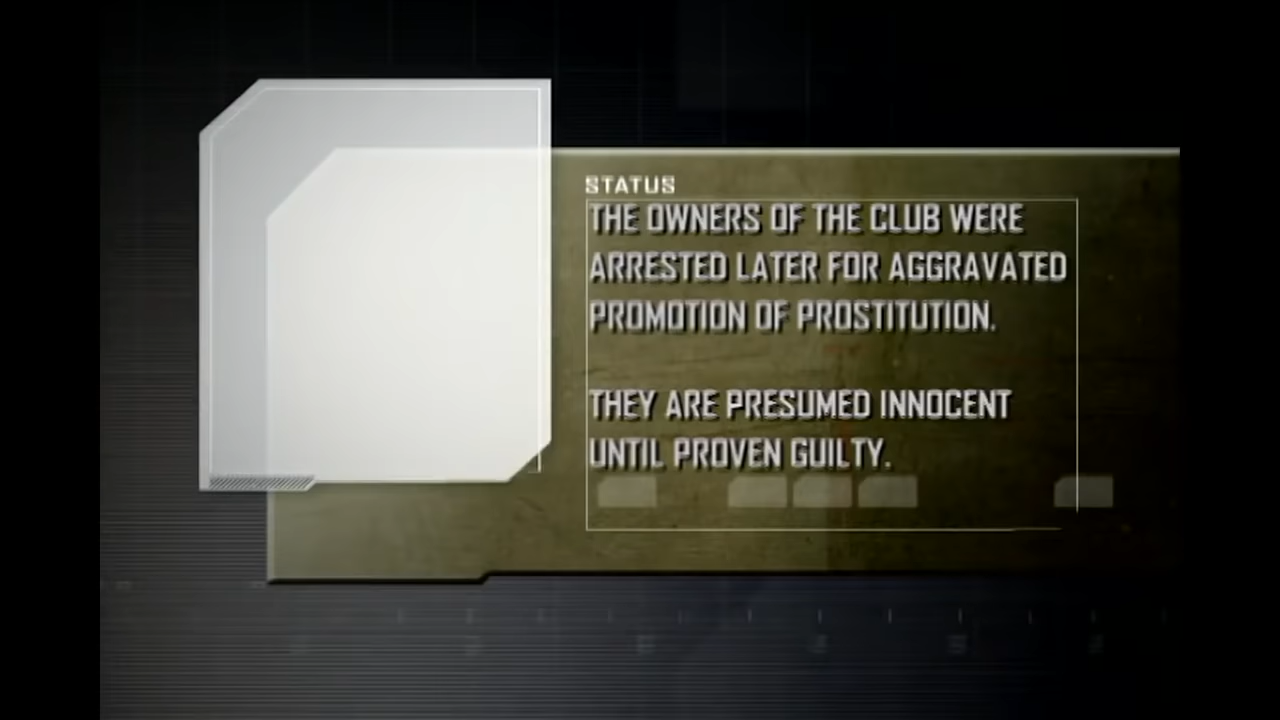 STATUS
THE OWNERS OF THE CLUB WERE
ARRESTED LATER FOR AGGRAVATED
PROMOTION OF PROSTITUTION.
THEY ARE PRESUMED INNOCENT
UNTIL PROVEN GUILTY.